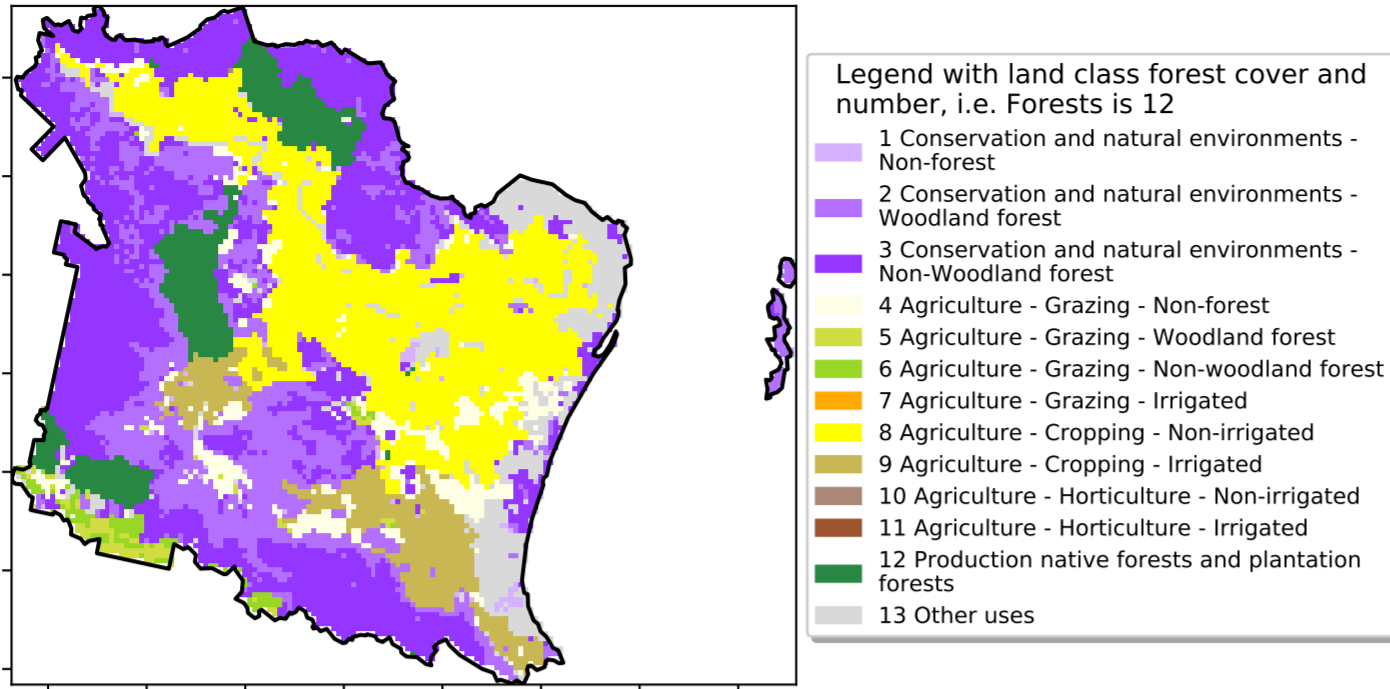 Legend with land class forest cover and
number, i.e. Forests is 12
1 Conservation and natural environments -
Non-forest
2 Conservation and natural environments -
Woodland forest
3 Conservation and natural environments -
Non-Woodland forest
4 Agriculture - Grazing - Non-forest
5 Agriculture - Grazing - Woodland forest
6 Agriculture - Grazing - Non-woodland forest
7 Agriculture - Grazing - Irrigated
8 Agriculture - Cropping - Non-irrigated
9 Agriculture - Cropping - Irrigated
10 Agriculture - Horticulture - Non-irrigated
11 Agriculture - Horticulture - Irrigated
12 Production native forests and plantation
forests
13 Other uses